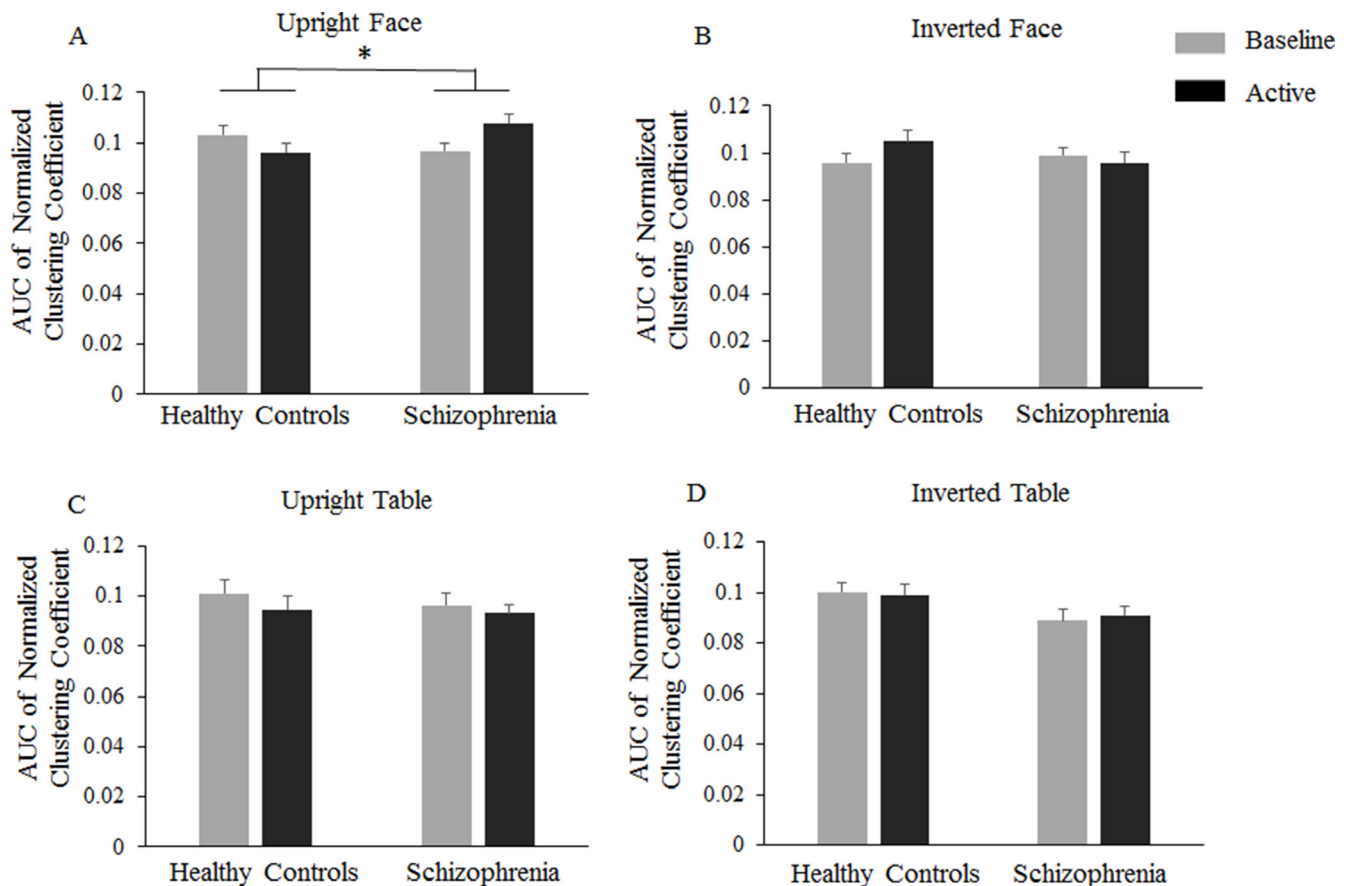 A
Upright Face
*
AUC of Normalized
Clustering Coefficient
0.12
0.1
0.08
0.06
0.04
0.02
0
Healthy Controls
Schizophrenia
B
Inverted Face
AUC of Normalized
Clustering Coefficient
0.12
0.1
0.08
0.06
0.04
0.02
0
Healthy Controls
Schizophrenia
Baseline
Active
C
Upright Table
AUC of Normalized
Clustering Coefficient
0.12
0.1
0.08
0.06
0.04
0.02
0
Healthy Controls
Schizophrenia
D
Inverted Table
AUC of Normalized
Clustering Coefficient
0.12
0.1
0.08
0.06
0.04
0.02
0
Healthy Controls
Schizophrenia